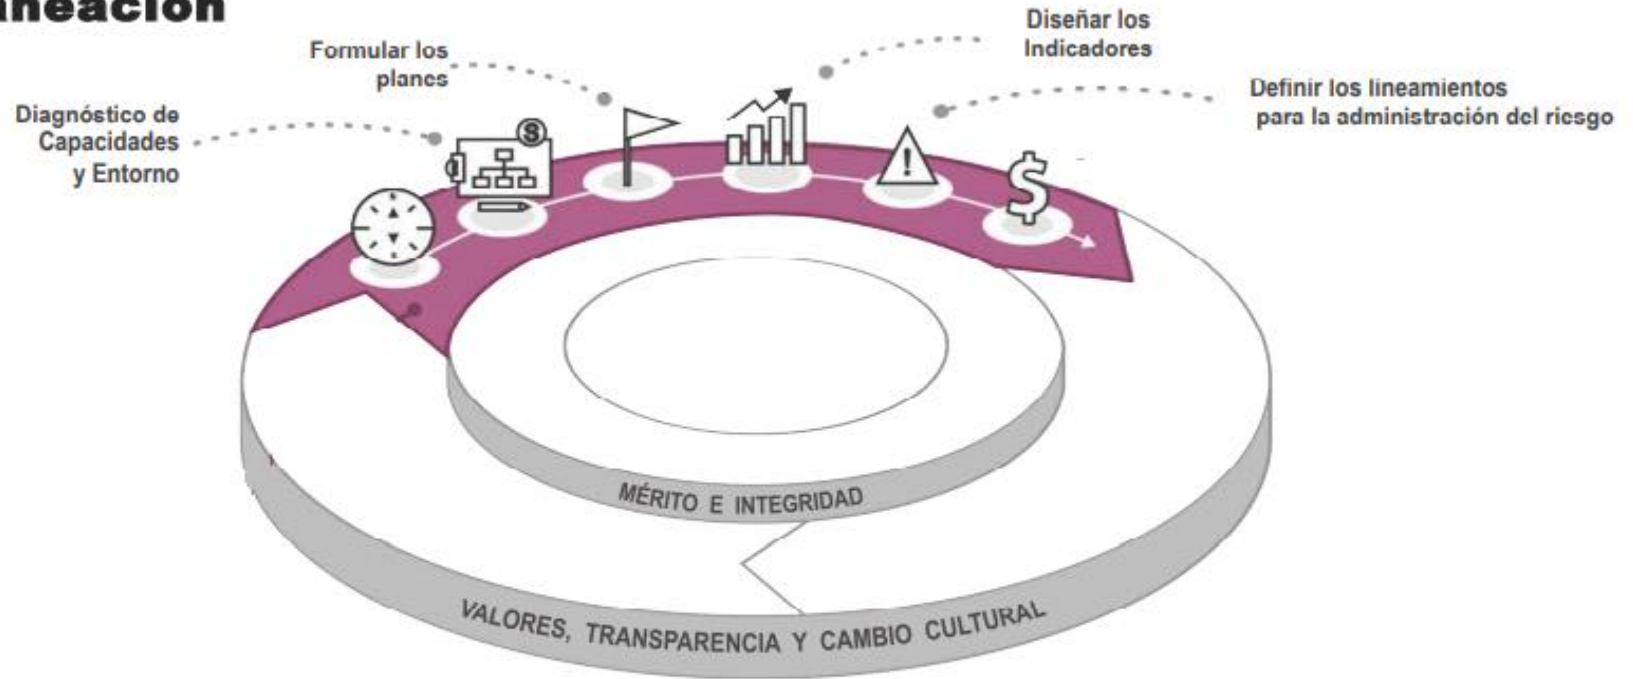 aneación
Diseñar los
Indicadores
Formular los
planes
Definir los lineamientos
para la administración del riesgo
Diagnóstico de
Capacidades
y Entorno
$
!
$
MÉRITO E INTEGRIDAD
VALORES, TRANSPARENCIA Y CAMBIO CULTURAL